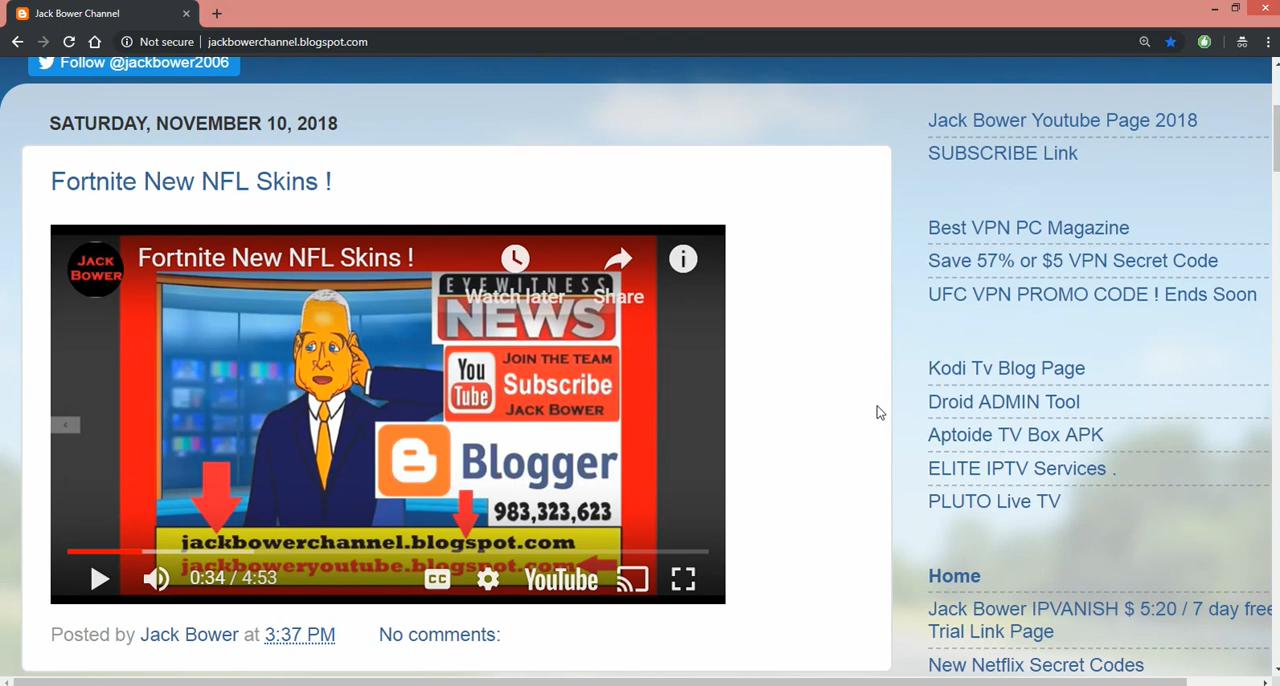 Jack Bower Channel
Not secure
jackbowerchannel.blogspot.com
Follow @jackbower2006
SATURDAY, NOVEMBER 10, 2018
Fortnite New NFL Skins !
JACK
BOWER
Fortnite New NFL Skins !
Watch later
Share
EYEWITNESS
NEWS
You
Tube
JOIN THE TEAM
Subscribe
JACK BOWER
Blogger
983,323,623
jackbowerchannel.blogspot.com
jackboweryoutube.blogspot.com
0:34 / 4:53
CC
YouTube
Posted by Jack Bower at 3:37 PM
No comments:
Jack Bower Youtube Page 2018
SUBSCRIBE Link
Best VPN PC Magazine
Save 57% or $5 VPN Secret Code
UFC VPN PROMO CODE ! Ends Soon
Kodi Tv Blog Page
Droid ADMIN Tool
Aptoide TV Box APK
ELITE IPTV Services .
PLUTO Live TV
Home
Jack Bower IPVANISH $ 5:20 / 7 day free
Trial Link Page
New Netflix Secret Codes